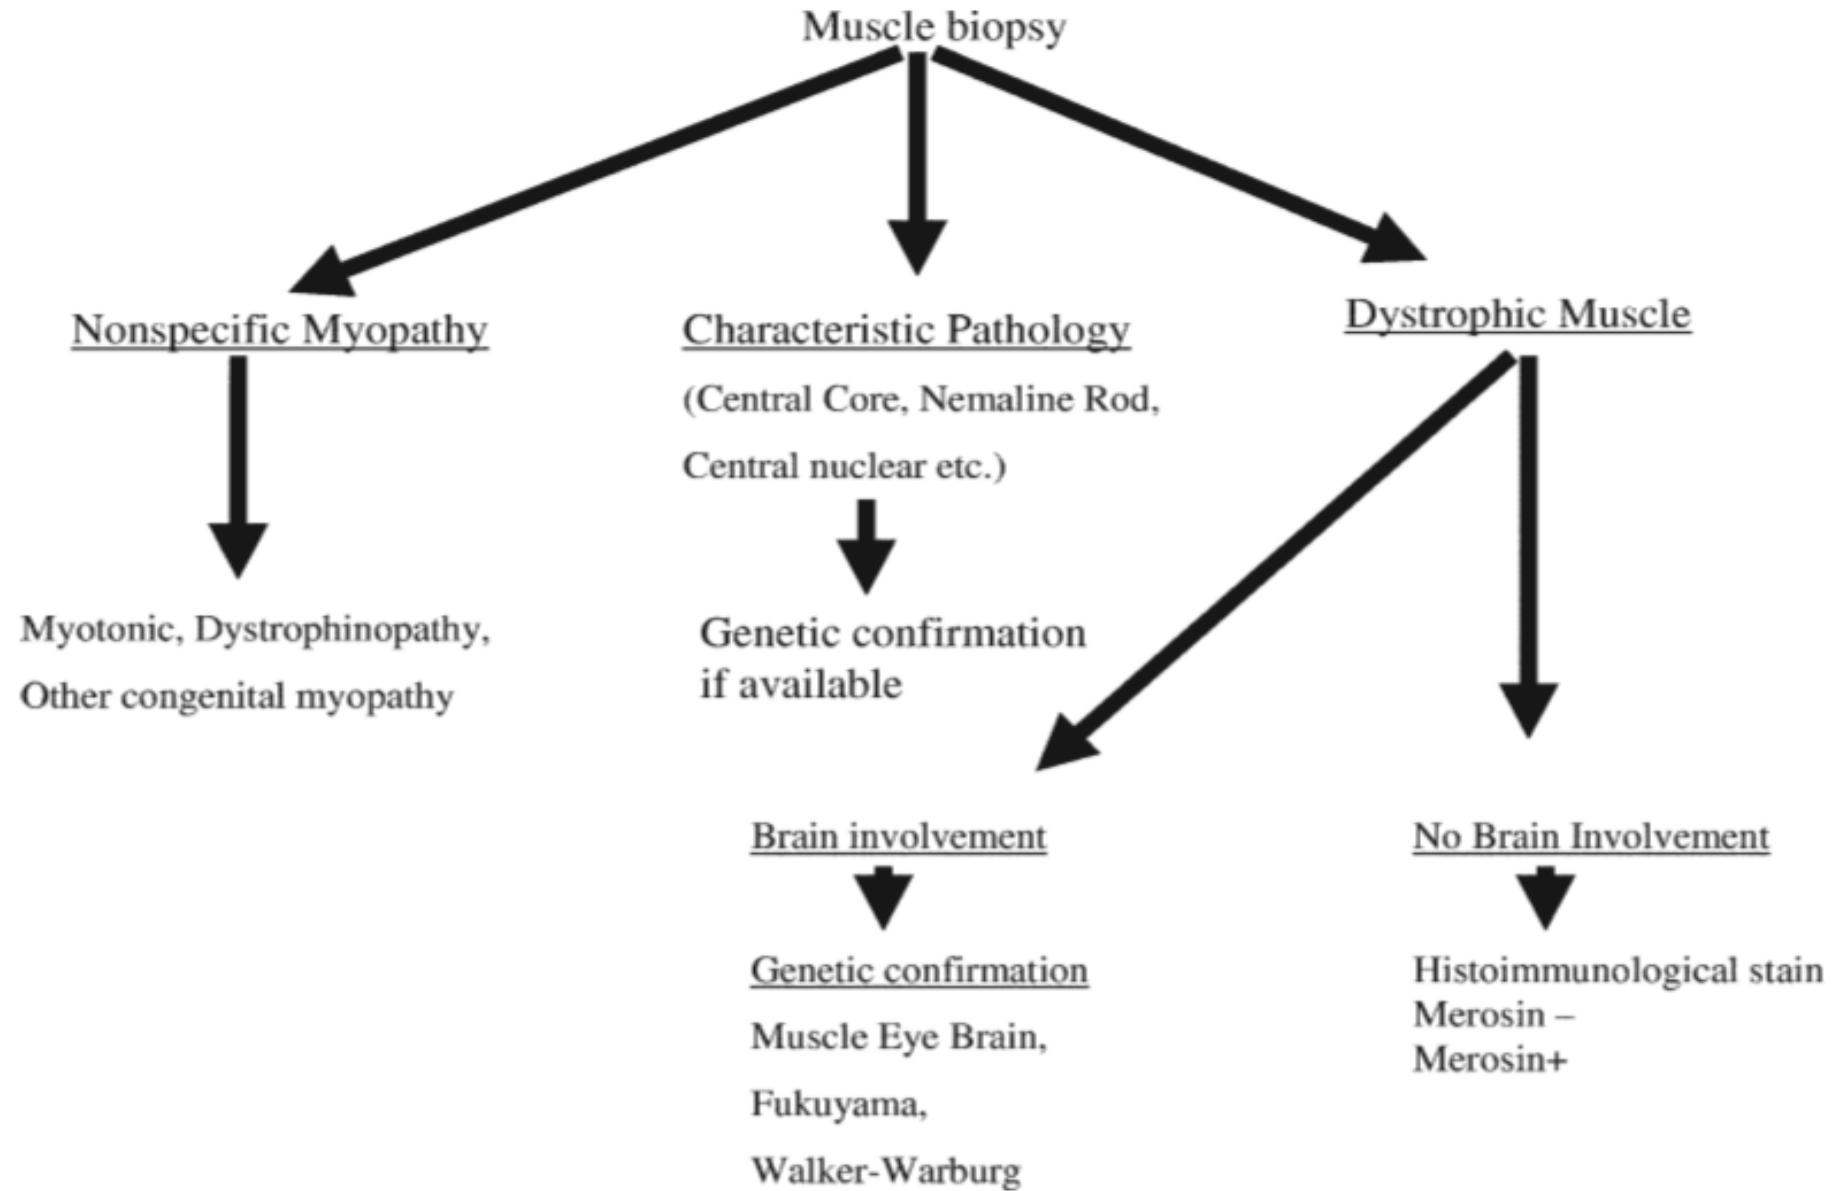 Muscle biopsy
Nonspecific Myopathy
Myotonic, Dystrophinopathy,
Other congenital myopathy
Characteristic Pathology
(Central Core, Nemaline Rod,
Central nuclear etc.)
Genetic confirmation
if available
Dystrophic Muscle
Brain involvement
Genetic confirmation
Muscle Eye Brain,
Fukuyama,
Walker-Warburg
No Brain Involvement
Histoimmunological stain
Merosin –
Merosin+